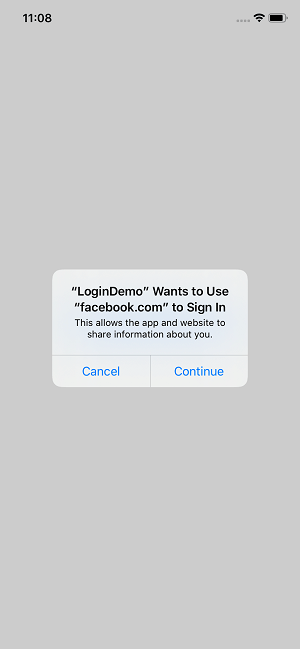 11:08
“LoginDemo” Wants to Use
“facebook.com” to Sign In
This allows the app and website to
share information about you.
Cancel
Continue